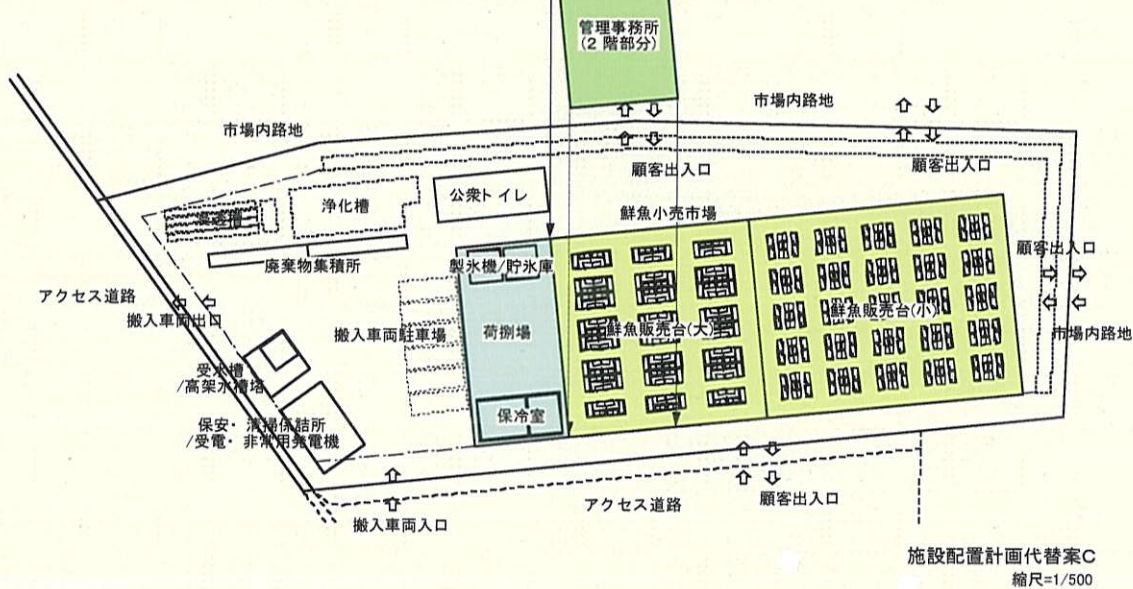 管理事務所
(2 階部分)
市場内路地
市場内路地
顧客出入口
顧客出入口
公衆トイレ
浄化槽
鮮魚小売市場
廃棄物集積所
製氷機/貯氷庫
顧客出入口
アクセス道路
搬入車両出口
搬入車両駐車場
荷捌場
鮮魚販売台(大)
鮮魚販売台(小)
市場内路地
受水槽
/高架水槽塔
保安・清掃係詰所
/受電・非常用発電機
保冷室
アクセス道路
顧客出入口
搬入車両入口
施設配置計画代替案C
縮尺=1/500